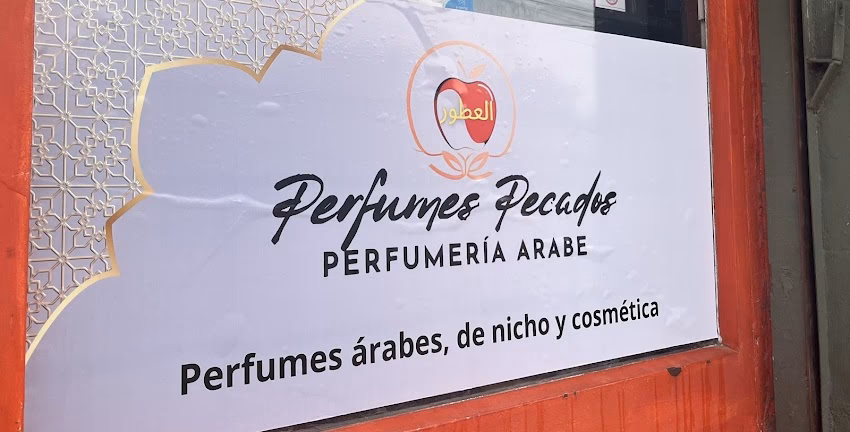 العطور
Perfumes Pecados
PERFUMERÍA ARABE
Perfumes árabes, de nicho y cosmética